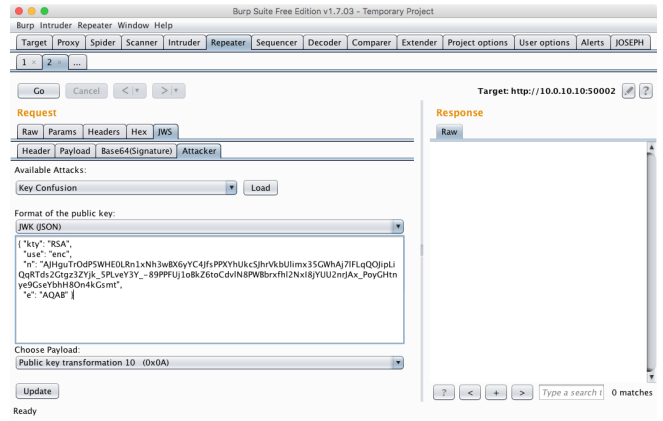 Burp Suite Free Edition v1.7.03 - Temporary Project
Burp Intruder Repeater Window Help
Target Proxy Spider Scanner Intruder Repeater Sequencer Decoder Comparer Extender Project options User options Alerts JOSEPH
1 × 2 × ...
Go Cancel < > Target: http://10.0.10.10:50002 ?
Request Response
Raw Params Headers Hex JWS Raw
Header Payload Base64(Signature) Attacker
Available Attacks:
Key Confusion Load
Format of the public key:
JWK (JSON)
{ "kty": "RSA",
"use": "enc",
"n": "AJHguTrOdP5WHE0LRn1xNh3wBX6yYC4JfsPPXYhUkcSJhrVkbUlimx35GWhAj7lFLqQOJipLi
QqRTds2Gtgz3ZYjk_5PLveY3Y_-89PPFUj1oBkZ6toCdvlN8PWBbrxfhl2NxI8jYUU2nrJAx_PoyGHtn
ye9GseYbhH8On4kGsmt",
"e": "AQAB" }
Choose Payload:
Public key transformation 10 (0x0A)
Update ? < + > Type a search t 0 matches
Ready